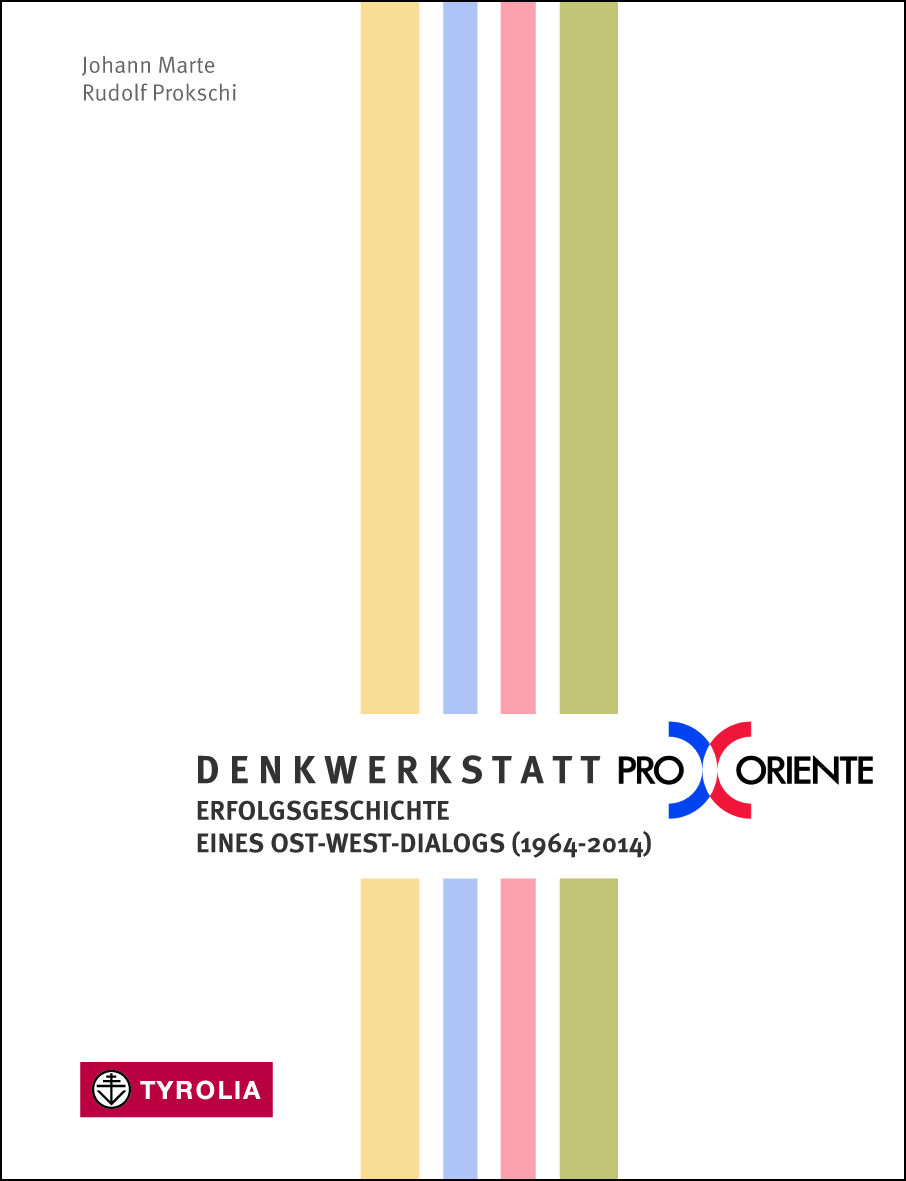 Johann Marte
Rudolf Prokschi
DENKWERKSTATT PRO ORIENTE
ERFOLGSGESCHICHTE
EINES OST-WEST-DIALOGS (1964-2014)
TYROLIA